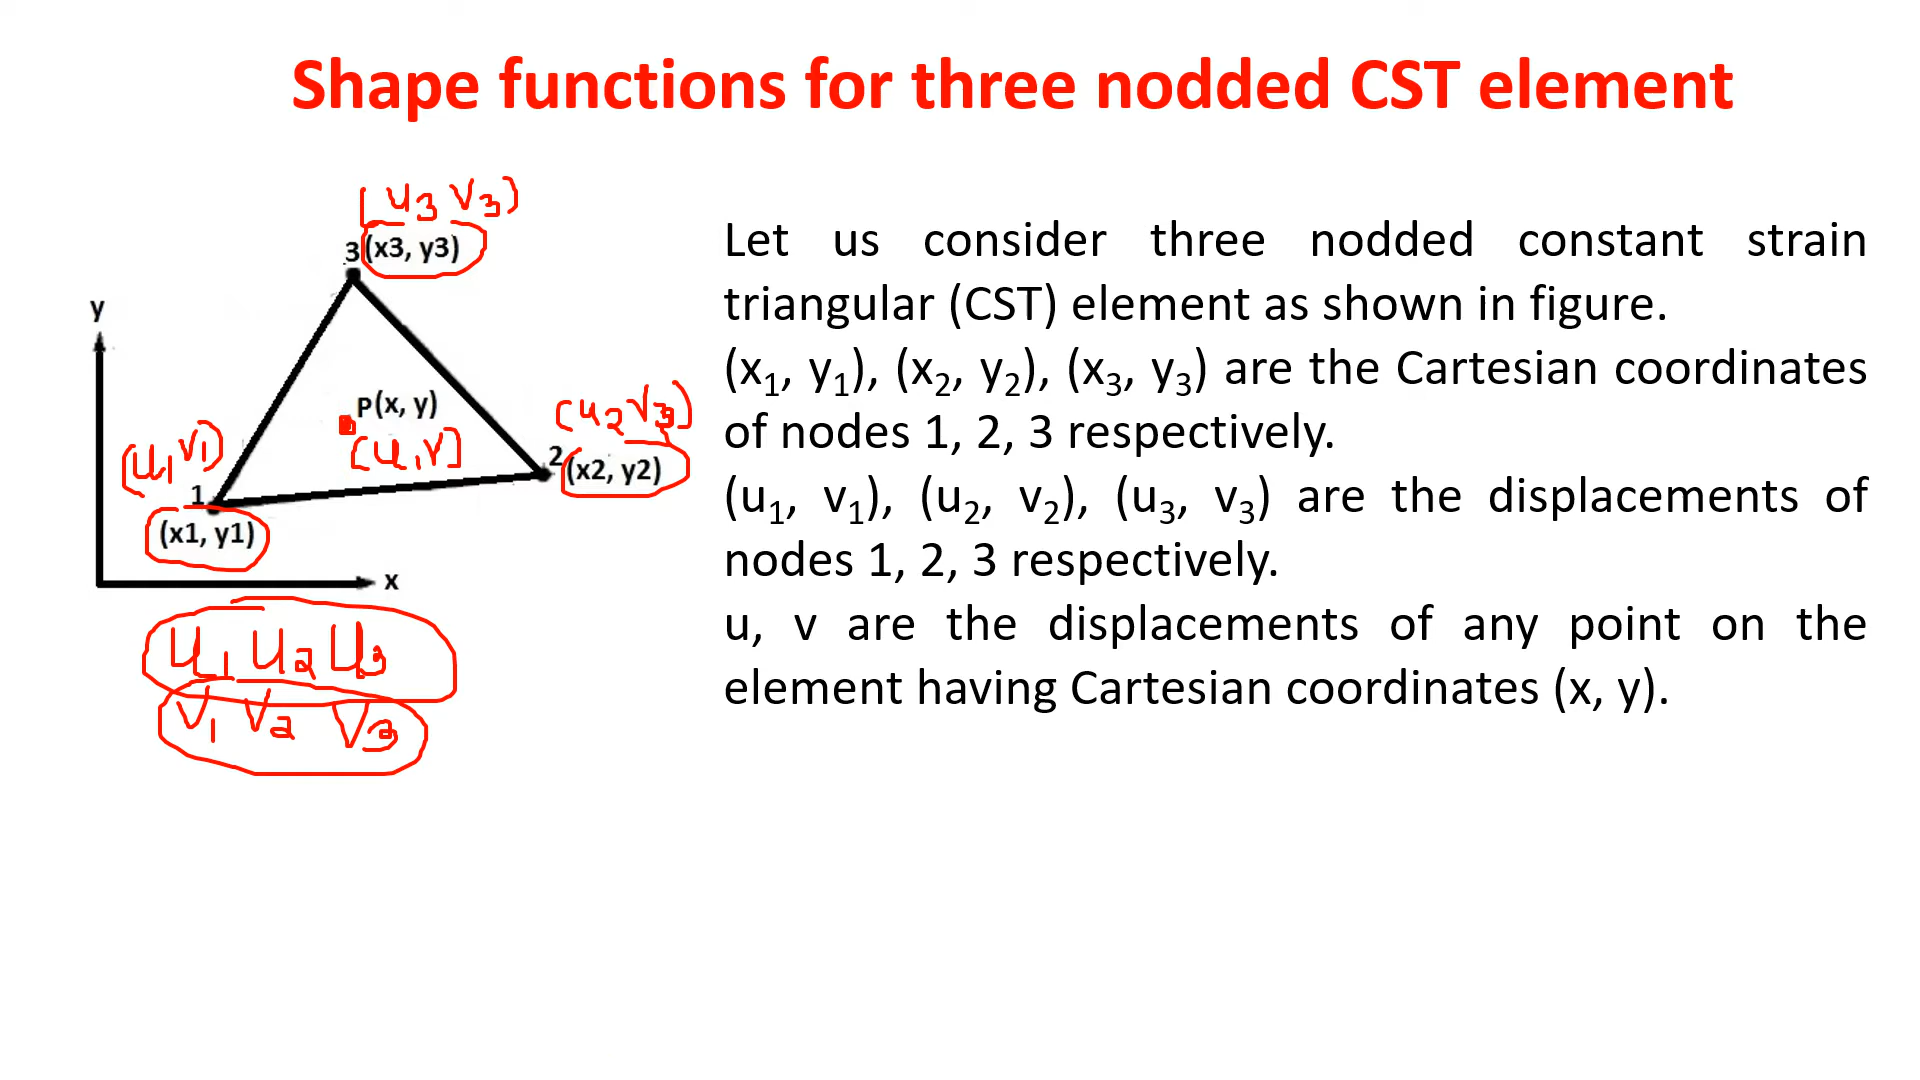 Shape functions for three nodded CST element
[u3 v3)
3 (x3, y3)
y
P(x, y)
[u, v]
(u2 v3)
2 (x2, y2)
(u1 v1)
1
(x1, y1)
x
u1 u2 u3
v1 v2 v3
Let us consider three nodded constant strain
triangular (CST) element as shown in figure.
(x₁, y₁), (x₂, y₂), (x₃, y₃) are the Cartesian coordinates
of nodes 1, 2, 3 respectively.
(u₁, v₁), (u₂, v₂), (u₃, v₃) are the displacements of
nodes 1, 2, 3 respectively.
u, v are the displacements of any point on the
element having Cartesian coordinates (x, y).